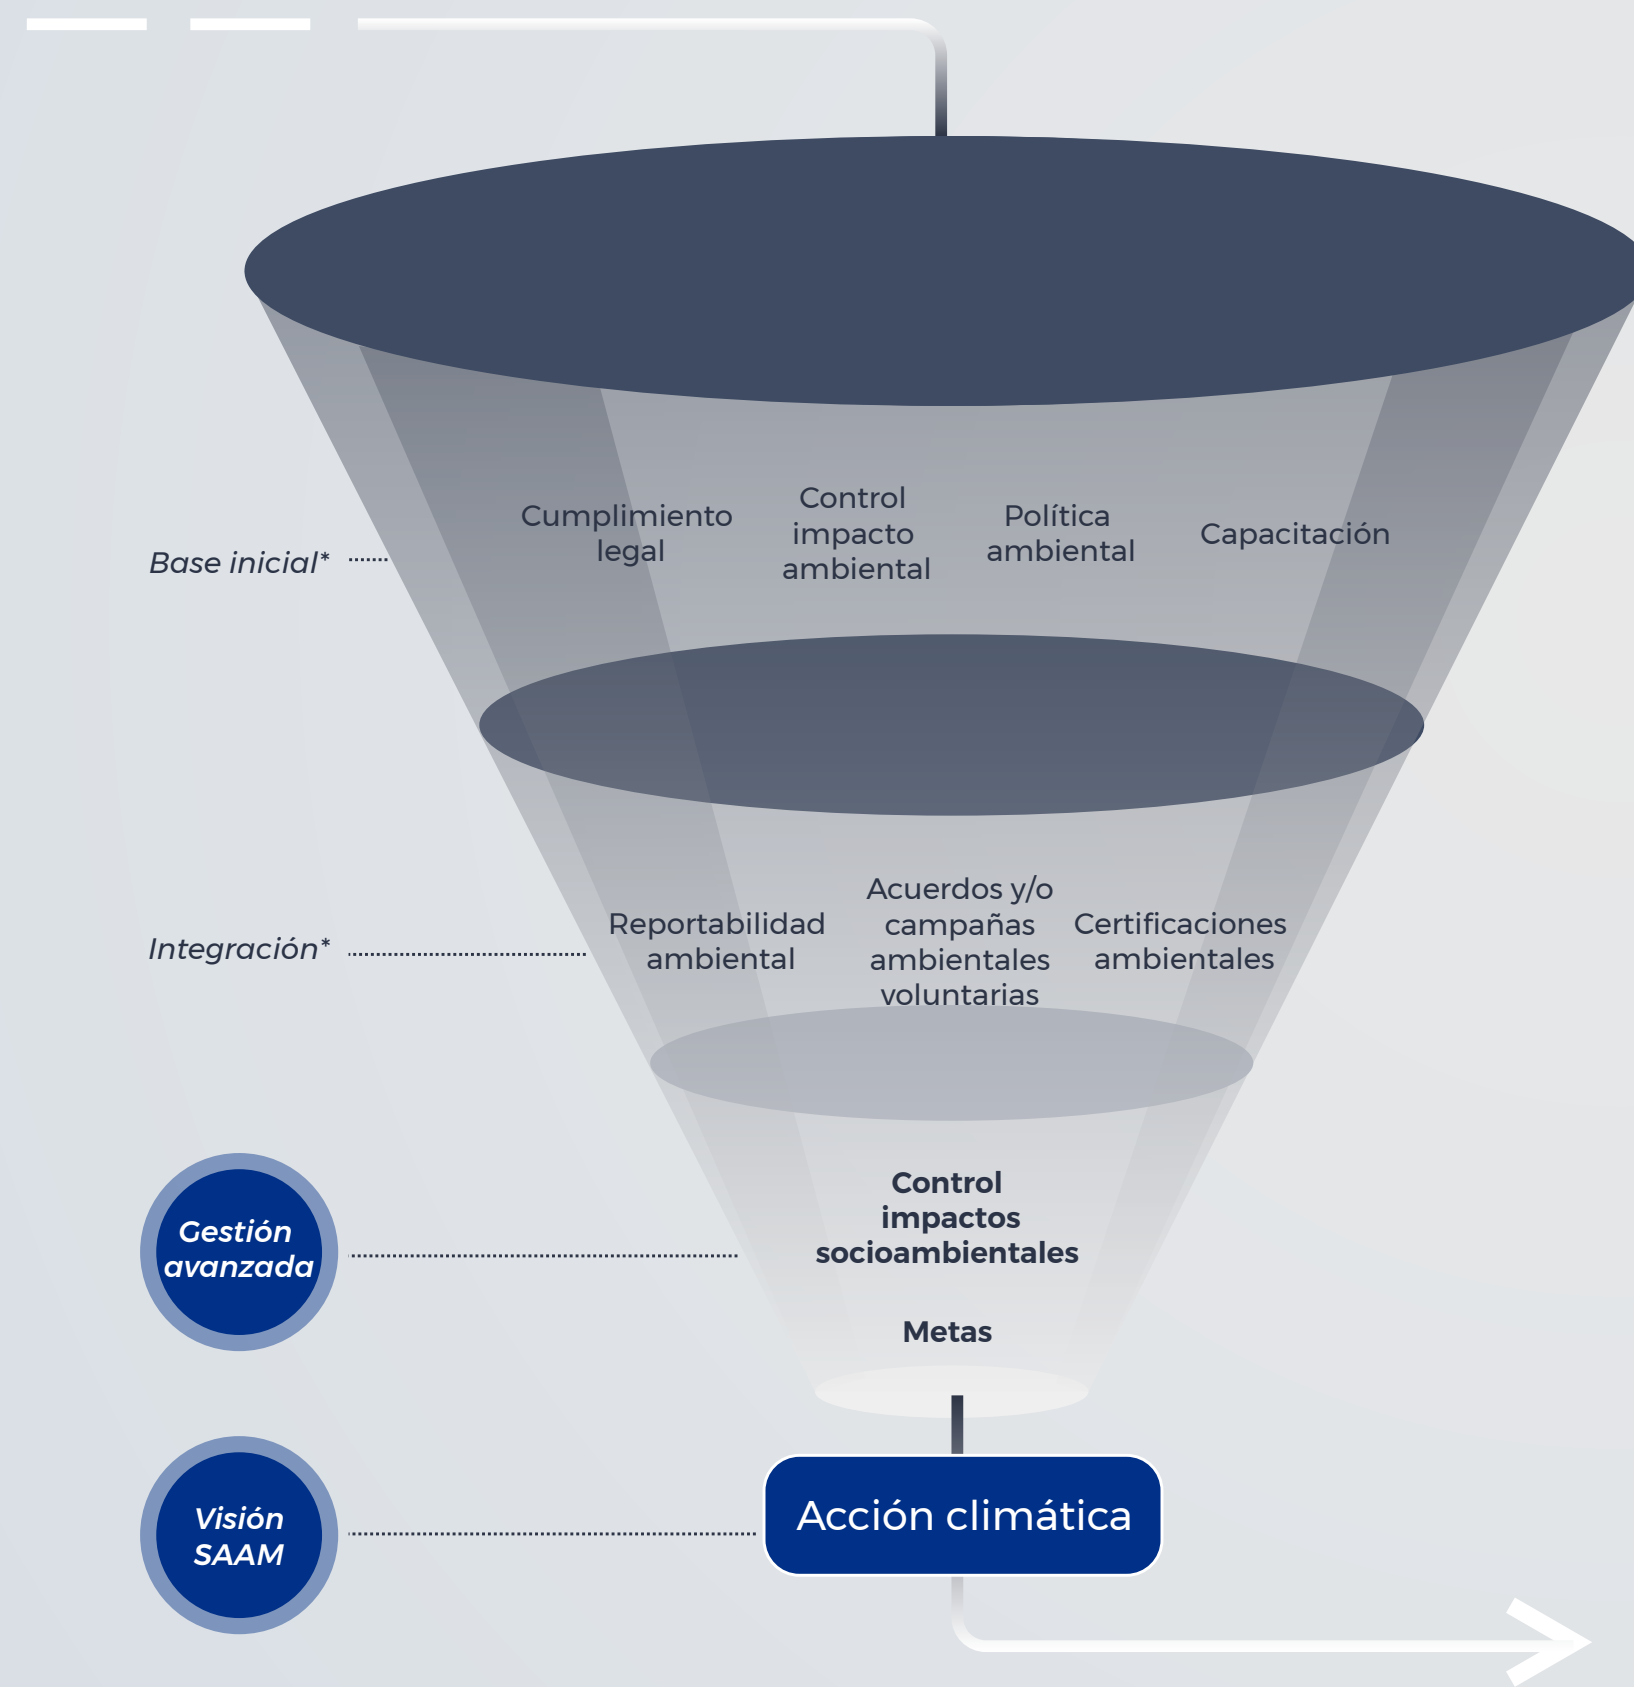 Base inicial*
Cumplimiento
legal
Control
impacto
ambiental
Política
ambiental
Capacitación
Integración*
Reportabilidad
ambiental
Acuerdos y/o
campañas
ambientales
voluntarias
Certificaciones
ambientales
Gestión
avanzada
Control
impactos
socioambientales
Metas
Visión
SAAM
Acción climática